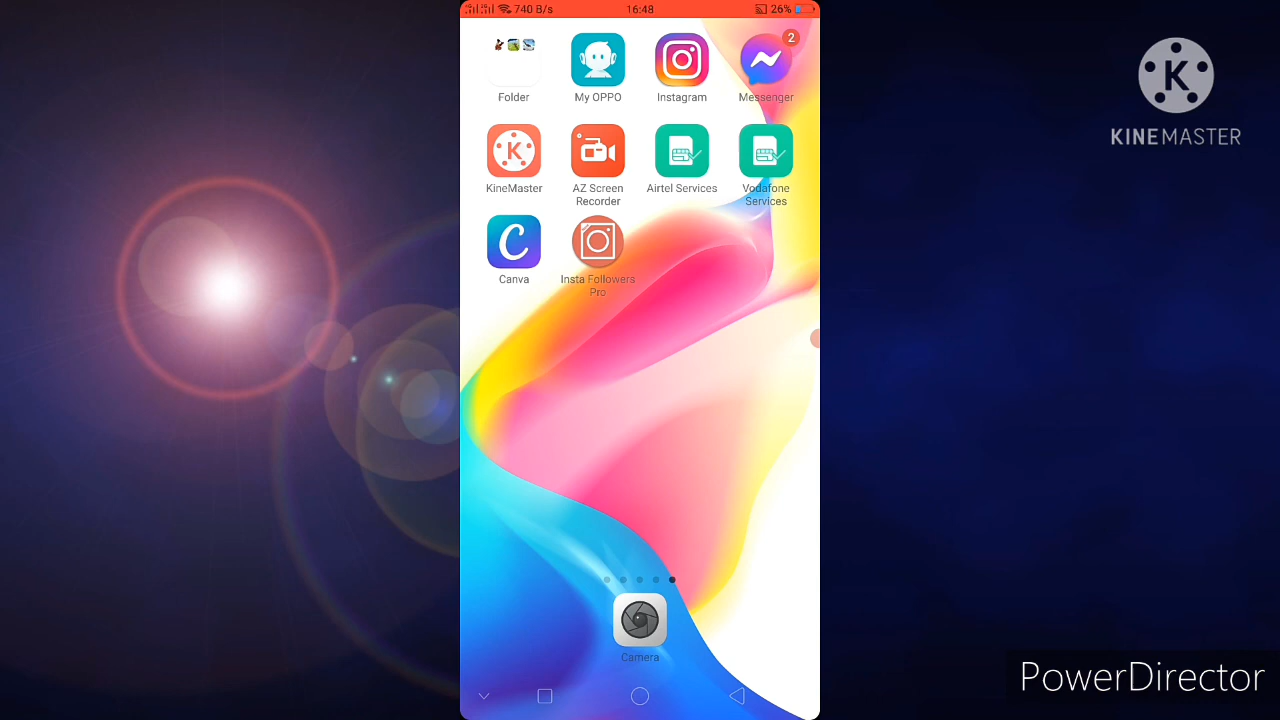 740 B/s
16:48
26%
2
Folder
My OPPO
Instagram
Messenger
K
KineMaster
AZ Screen
Recorder
Airtel Services
Vodafone
Services
C
Canva
Insta Followers
Pro
Camera
K
KINEMASTER
PowerDirector